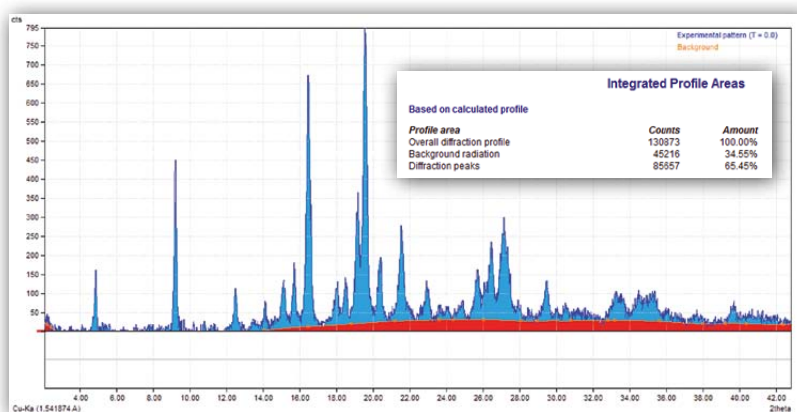 cts
795
Experimental pattern (T = 0.0)
Background
750
700
650
600
550
500
450
400
350
300
250
200
150
100
50
Integrated Profile Areas
Based on calculated profile
Profile area Counts Amount
Overall diffraction profile 130873 100.00%
Background radiation 45216 34.55%
Diffraction peaks 85657 65.45%
4.00 6.00 8.00 10.00 12.00 14.00 16.00 18.00 20.00 22.00 24.00 26.00 28.00 30.00 32.00 34.00 36.00 38.00 40.00 42.00
Cu-Ka (1.541874 A) 2theta